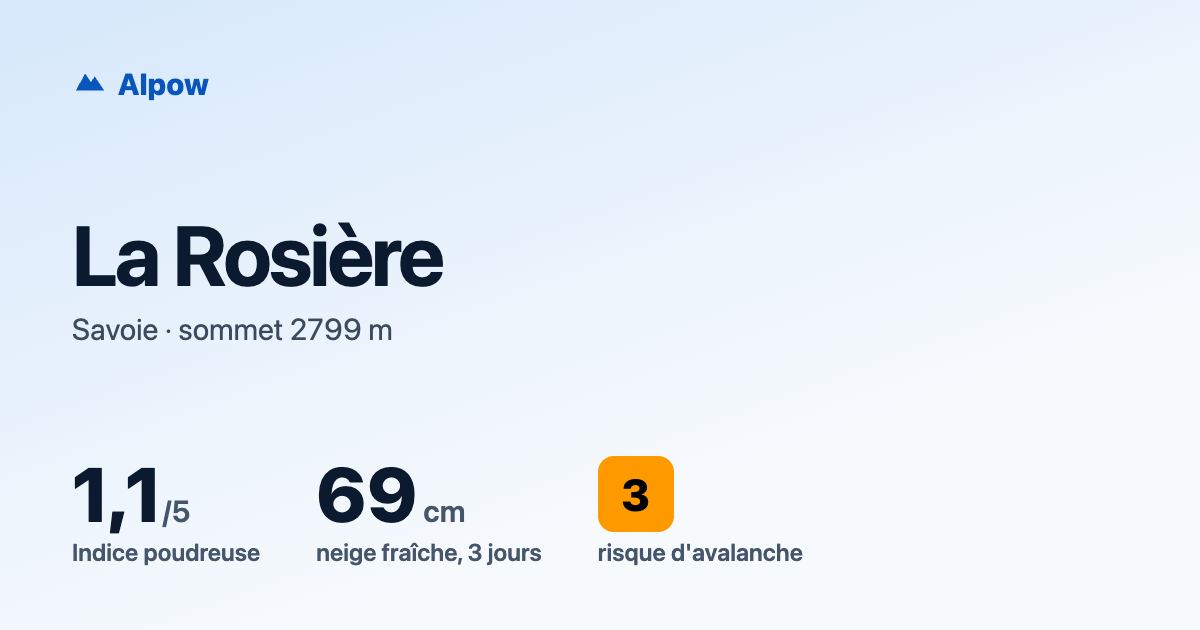 Alpow
La Rosière
Savoie · sommet 2799 m
1,1/5
Indice poudreuse
69 cm
neige fraîche, 3 jours
3
risque d'avalanche